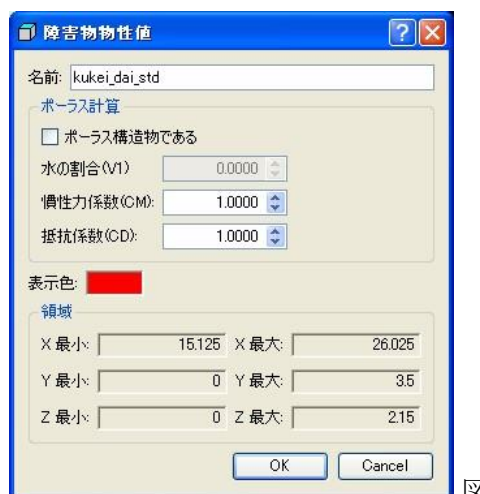 障害物物性値
名前: kukei_dai_std
ポーラス計算
ポーラス構造物である
水の割合(V1) 0.0000
慣性力係数(CM): 1.0000
抵抗係数(CD): 1.0000
表示色:
領域
X 最小: 15.125 X 最大: 26.025
Y 最小: 0 Y 最大: 3.5
Z 最小: 0 Z 最大: 2.15
OK Cancel
図